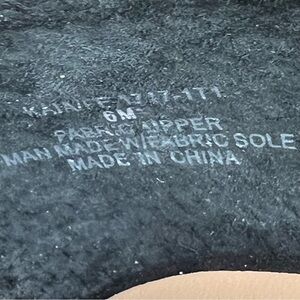 6M
FABRIC UPPER
MAN MADE W/FABRIC SOLE
MADE IN CHINA